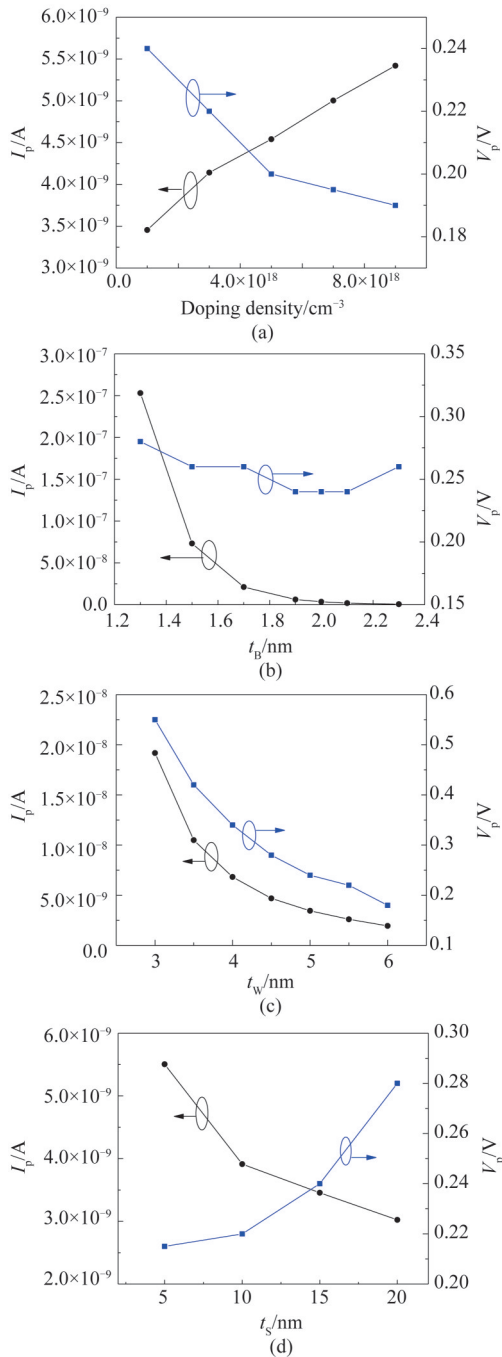 6.0×10⁻⁹
5.5×10⁻⁹
5.0×10⁻⁹
4.5×10⁻⁹
4.0×10⁻⁹
3.5×10⁻⁹
3.0×10⁻⁹
Iₚ/A
0.24
0.22
0.20
0.18
Vₚ/V
0.0 4.0×10¹⁸ 8.0×10¹⁸
Doping density/cm⁻³
(a)
3.0×10⁻⁷
2.5×10⁻⁷
2.0×10⁻⁷
1.5×10⁻⁷
1.0×10⁻⁷
5.0×10⁻⁸
0.0
Iₚ/A
0.35
0.30
0.25
0.20
0.15
Vₚ/V
1.2 1.4 1.6 1.8 2.0 2.2 2.4
t_B/nm
(b)
2.5×10⁻⁸
2.0×10⁻⁸
1.5×10⁻⁸
1.0×10⁻⁸
5.0×10⁻⁹
0.0
Iₚ/A
0.6
0.5
0.4
0.3
0.2
0.1
Vₚ/V
3 4 5 6
t_W/nm
(c)
6.0×10⁻⁹
5.0×10⁻⁹
4.0×10⁻⁹
3.0×10⁻⁹
2.0×10⁻⁹
Iₚ/A
0.30
0.28
0.26
0.24
0.22
0.20
Vₚ/V
5 10 15 20
t_S/nm
(d)